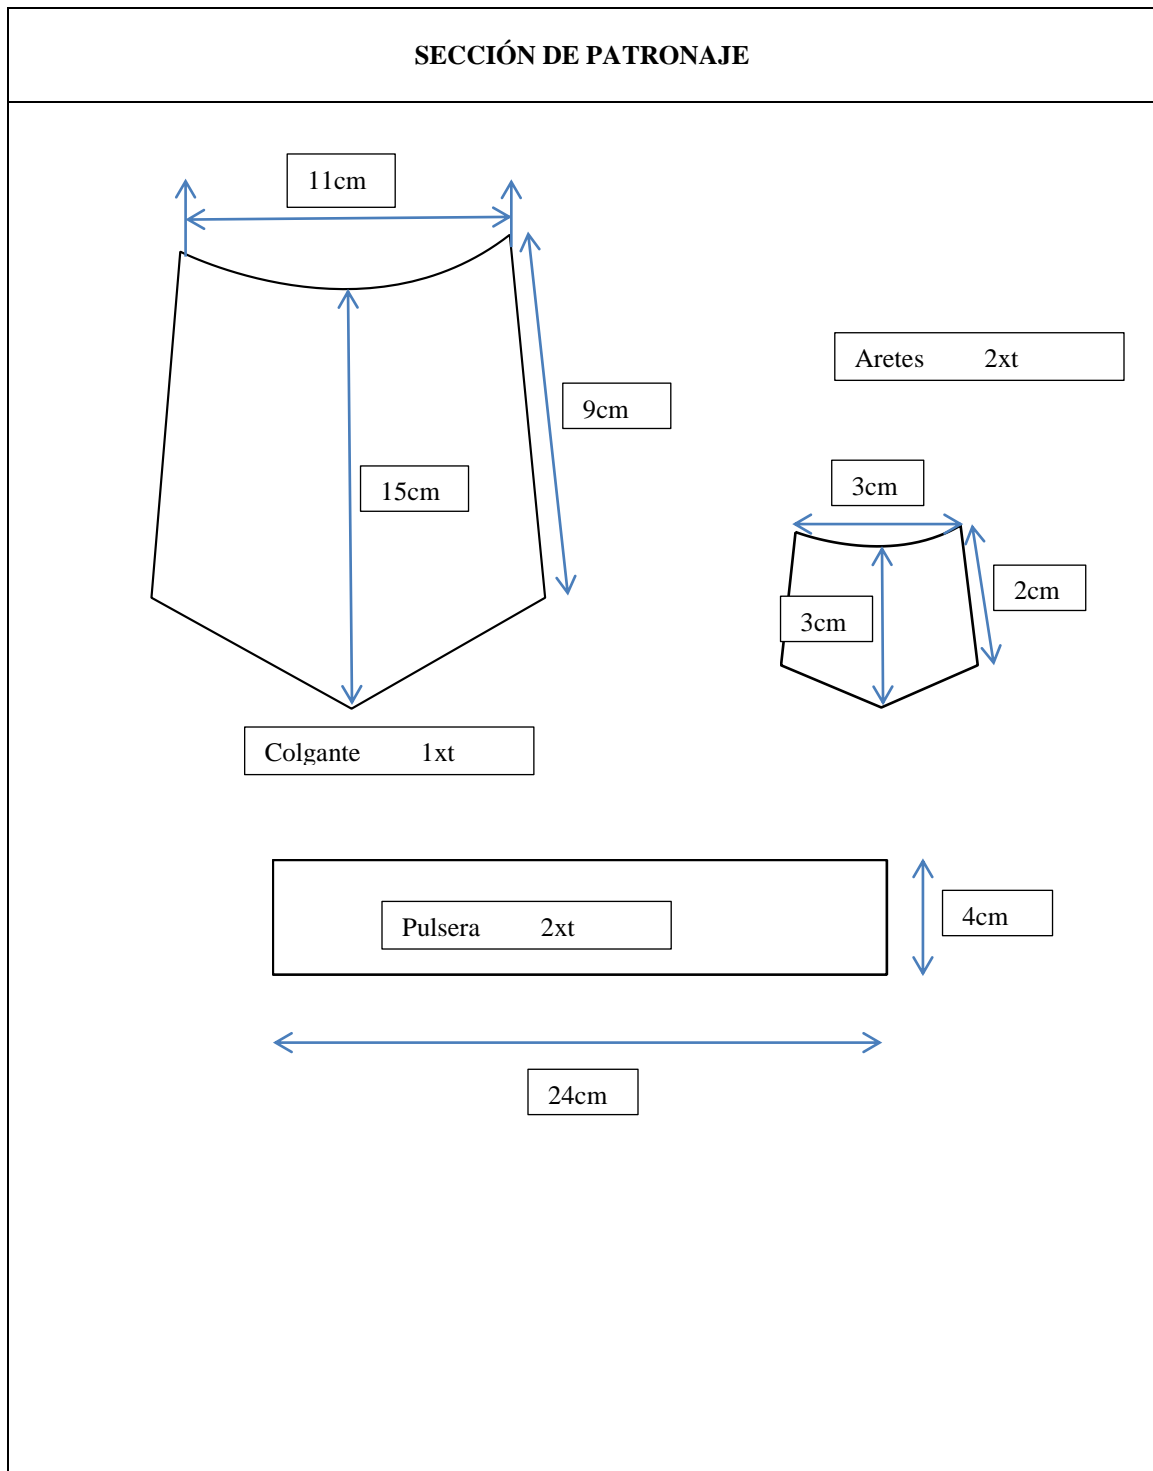 SECCIÓN DE PATRONAJE
11cm
9cm
15cm
Aretes 2xt
3cm
2cm
3cm
Colgante 1xt
Pulsera 2xt
4cm
24cm